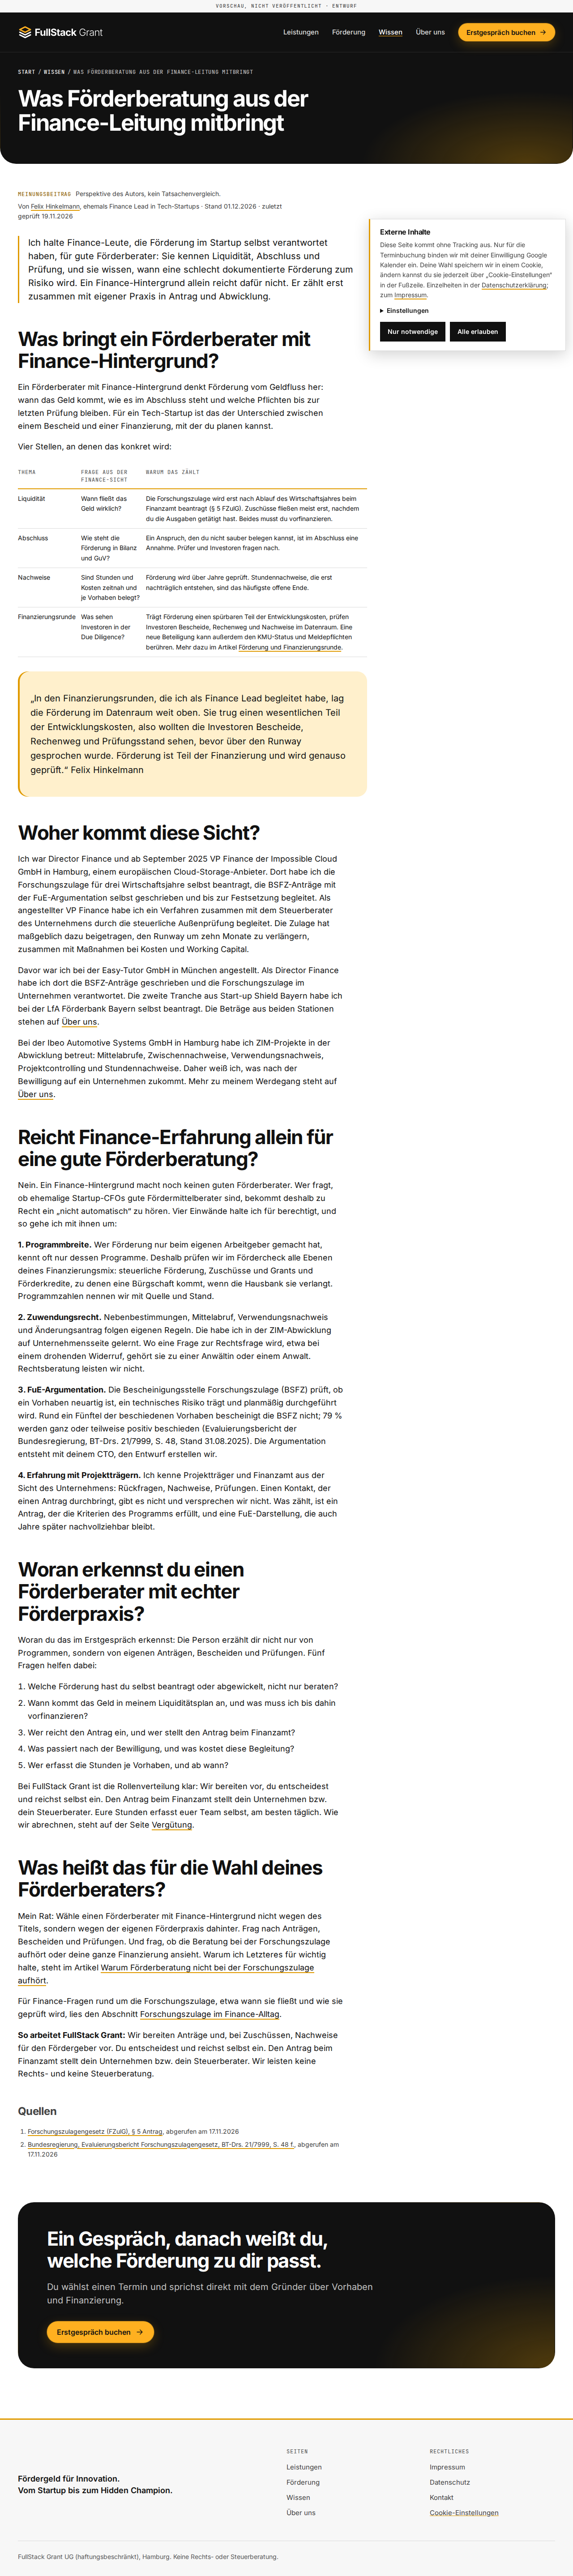 VORSCHAU, NICHT VERÖFFENTLICHT · ENTWURF
FullStack Grant
Leistungen
Förderung
Wissen
Über uns
Erstgespräch buchen →
START / WISSEN / WAS FÖRDERBERATUNG AUS DER FINANCE-LEITUNG MITBRINGT
Was Förderberatung aus der
Finance-Leitung mitbringt
MEINUNGSBEITRAG Perspektive des Autors, kein Tatsachenvergleich.
Von Felix Hinkelmann, ehemals Finance Lead in Tech-Startups · Stand 01.12.2026 · zuletzt
geprüft 19.11.2026
Ich halte Finance-Leute, die Förderung im Startup selbst verantwortet
haben, für gute Förderberater: Sie kennen Liquidität, Abschluss und
Prüfung, und sie wissen, wann eine schlecht dokumentierte Förderung zum
Risiko wird. Ein Finance-Hintergrund allein reicht dafür nicht. Er zählt erst
zusammen mit eigener Praxis in Antrag und Abwicklung.
Externe Inhalte
Diese Seite kommt ohne Tracking aus. Nur für die
Terminbuchung binden wir mit deiner Einwilligung Google
Kalender ein. Deine Wahl speichern wir in einem Cookie,
ändern kannst du sie jederzeit über „Cookie-Einstellungen“
in der Fußzeile. Einzelheiten in der Datenschutzerklärung;
zum Impressum.
▸ Einstellungen
Nur notwendige
Alle erlauben
Was bringt ein Förderberater mit
Finance-Hintergrund?
Ein Förderberater mit Finance-Hintergrund denkt Förderung vom Geldfluss her:
wann das Geld kommt, wie es im Abschluss steht und welche Pflichten bis zur
letzten Prüfung bleiben. Für ein Tech-Startup ist das der Unterschied zwischen
einem Bescheid und einer Finanzierung, mit der du planen kannst.
Vier Stellen, an denen das konkret wird:
THEMA
FRAGE AUS DER
FINANCE-SICHT
WARUM DAS ZÄHLT
Liquidität
Wann fließt das
Geld wirklich?
Die Forschungszulage wird erst nach Ablauf des Wirtschaftsjahres beim
Finanzamt beantragt (§ 5 FZulG). Zuschüsse fließen meist erst, nachdem
du die Ausgaben getätigt hast. Beides musst du vorfinanzieren.
Abschluss
Wie steht die
Förderung in Bilanz
und GuV?
Ein Anspruch, den du nicht sauber belegen kannst, ist im Abschluss eine
Annahme. Prüfer und Investoren fragen nach.
Nachweise
Sind Stunden und
Kosten zeitnah und
je Vorhaben belegt?
Förderung wird über Jahre geprüft. Stundennachweise, die erst
nachträglich entstehen, sind das häufigste offene Ende.
Finanzierungsrunde
Was sehen
Investoren in der
Due Diligence?
Trägt Förderung einen spürbaren Teil der Entwicklungskosten, prüfen
Investoren Bescheide, Rechenweg und Nachweise im Datenraum. Eine
neue Beteiligung kann außerdem den KMU-Status und Meldepflichten
berühren. Mehr dazu im Artikel Förderung und Finanzierungsrunde.
„In den Finanzierungsrunden, die ich als Finance Lead begleitet habe, lag
die Förderung im Datenraum weit oben. Sie trug einen wesentlichen Teil
der Entwicklungskosten, also wollten die Investoren Bescheide,
Rechenweg und Prüfungsstand sehen, bevor über den Runway
gesprochen wurde. Förderung ist Teil der Finanzierung und wird genauso
geprüft.“ Felix Hinkelmann
Woher kommt diese Sicht?
Ich war Director Finance und ab September 2025 VP Finance der Impossible Cloud
GmbH in Hamburg, einem europäischen Cloud-Storage-Anbieter. Dort habe ich die
Forschungszulage für drei Wirtschaftsjahre selbst beantragt, die BSFZ-Anträge mit
der FuE-Argumentation selbst geschrieben und bis zur Festsetzung begleitet. Als
angestellter VP Finance habe ich ein Verfahren zusammen mit dem Steuerberater
des Unternehmens durch die steuerliche Außenprüfung begleitet. Die Zulage hat
maßgeblich dazu beigetragen, den Runway um zehn Monate zu verlängern,
zusammen mit Maßnahmen bei Kosten und Working Capital.
Davor war ich bei der Easy-Tutor GmbH in München angestellt. Als Director Finance
habe ich dort die BSFZ-Anträge geschrieben und die Forschungszulage im
Unternehmen verantwortet. Die zweite Tranche aus Start-up Shield Bayern habe ich
bei der LfA Förderbank Bayern selbst beantragt. Die Beträge aus beiden Stationen
stehen auf Über uns.
Bei der Ibeo Automotive Systems GmbH in Hamburg habe ich ZIM-Projekte in der
Abwicklung betreut: Mittelabrufe, Zwischennachweise, Verwendungsnachweis,
Projektcontrolling und Stundennachweise. Daher weiß ich, was nach der
Bewilligung auf ein Unternehmen zukommt. Mehr zu meinem Werdegang steht auf
Über uns.
Reicht Finance-Erfahrung allein für
eine gute Förderberatung?
Nein. Ein Finance-Hintergrund macht noch keinen guten Förderberater. Wer fragt,
ob ehemalige Startup-CFOs gute Fördermittelberater sind, bekommt deshalb zu
Recht ein „nicht automatisch“ zu hören. Vier Einwände halte ich für berechtigt, und
so gehe ich mit ihnen um:
1. Programmbreite. Wer Förderung nur beim eigenen Arbeitgeber gemacht hat,
kennt oft nur dessen Programme. Deshalb prüfen wir im Fördercheck alle Ebenen
deines Finanzierungsmix: steuerliche Förderung, Zuschüsse und Grants und
Förderkredite, zu denen eine Bürgschaft kommt, wenn die Hausbank sie verlangt.
Programmzahlen nennen wir mit Quelle und Stand.
2. Zuwendungsrecht. Nebenbestimmungen, Mittelabruf, Verwendungsnachweis
und Änderungsantrag folgen eigenen Regeln. Die habe ich in der ZIM-Abwicklung
auf Unternehmensseite gelernt. Wo eine Frage zur Rechtsfrage wird, etwa bei
einem drohenden Widerruf, gehört sie zu einer Anwältin oder einem Anwalt.
Rechtsberatung leisten wir nicht.
3. FuE-Argumentation. Die Bescheinigungsstelle Forschungszulage (BSFZ) prüft, ob
ein Vorhaben neuartig ist, ein technisches Risiko trägt und planmäßig durchgeführt
wird. Rund ein Fünftel der beschiedenen Vorhaben bescheinigt die BSFZ nicht; 79 %
werden ganz oder teilweise positiv beschieden (Evaluierungsbericht der
Bundesregierung, BT-Drs. 21/7999, S. 48, Stand 31.08.2025). Die Argumentation
entsteht mit deinem CTO, den Entwurf erstellen wir.
4. Erfahrung mit Projektträgern. Ich kenne Projektträger und Finanzamt aus der
Sicht des Unternehmens: Rückfragen, Nachweise, Prüfungen. Einen Kontakt, der
einen Antrag durchbringt, gibt es nicht und versprechen wir nicht. Was zählt, ist ein
Antrag, der die Kriterien des Programms erfüllt, und eine FuE-Darstellung, die auch
Jahre später nachvollziehbar bleibt.
Woran erkennst du einen
Förderberater mit echter
Förderpraxis?
Woran du das im Erstgespräch erkennst: Die Person erzählt dir nicht nur von
Programmen, sondern von eigenen Anträgen, Bescheiden und Prüfungen. Fünf
Fragen helfen dabei:
1. Welche Förderung hast du selbst beantragt oder abgewickelt, nicht nur beraten?
2. Wann kommt das Geld in meinem Liquiditätsplan an, und was muss ich bis dahin
vorfinanzieren?
3. Wer reicht den Antrag ein, und wer stellt den Antrag beim Finanzamt?
4. Was passiert nach der Bewilligung, und was kostet diese Begleitung?
5. Wer erfasst die Stunden je Vorhaben, und ab wann?
Bei FullStack Grant ist die Rollenverteilung klar: Wir bereiten vor, du entscheidest
und reichst selbst ein. Den Antrag beim Finanzamt stellt dein Unternehmen bzw.
dein Steuerberater. Eure Stunden erfasst euer Team selbst, am besten täglich. Wie
wir abrechnen, steht auf der Seite Vergütung.
Was heißt das für die Wahl deines
Förderberaters?
Mein Rat: Wähle einen Förderberater mit Finance-Hintergrund nicht wegen des
Titels, sondern wegen der eigenen Förderpraxis dahinter. Frag nach Anträgen,
Bescheiden und Prüfungen. Und frag, ob die Beratung bei der Forschungszulage
aufhört oder deine ganze Finanzierung ansieht. Warum ich Letzteres für wichtig
halte, steht im Artikel Warum Förderberatung nicht bei der Forschungszulage
aufhört.
Für Finance-Fragen rund um die Forschungszulage, etwa wann sie fließt und wie sie
geprüft wird, lies den Abschnitt Forschungszulage im Finance-Alltag.
So arbeitet FullStack Grant: Wir bereiten Anträge und, bei Zuschüssen, Nachweise
für den Fördergeber vor. Du entscheidest und reichst selbst ein. Den Antrag beim
Finanzamt stellt dein Unternehmen bzw. dein Steuerberater. Wir leisten keine
Rechts- und keine Steuerberatung.
Quellen
1. Forschungszulagengesetz (FZulG), § 5 Antrag, abgerufen am 17.11.2026
2. Bundesregierung, Evaluierungsbericht Forschungszulagengesetz, BT-Drs. 21/7999, S. 48 f., abgerufen am
17.11.2026
Ein Gespräch, danach weißt du,
welche Förderung zu dir passt.
Du wählst einen Termin und sprichst direkt mit dem Gründer über Vorhaben
und Finanzierung.
Erstgespräch buchen →
Fördergeld für Innovation.
Vom Startup bis zum Hidden Champion.
SEITEN
Leistungen
Förderung
Wissen
Über uns
RECHTLICHES
Impressum
Datenschutz
Kontakt
Cookie-Einstellungen
FullStack Grant UG (haftungsbeschränkt), Hamburg. Keine Rechts- oder Steuerberatung.